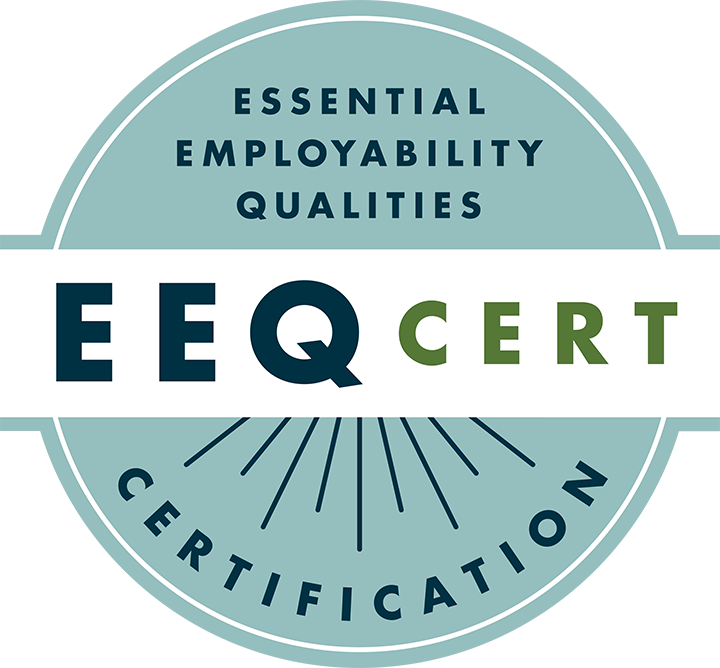 ESSENTIAL
EMPLOYABILITY
QUALITIES
EEQ CERT
CERTIFICATION